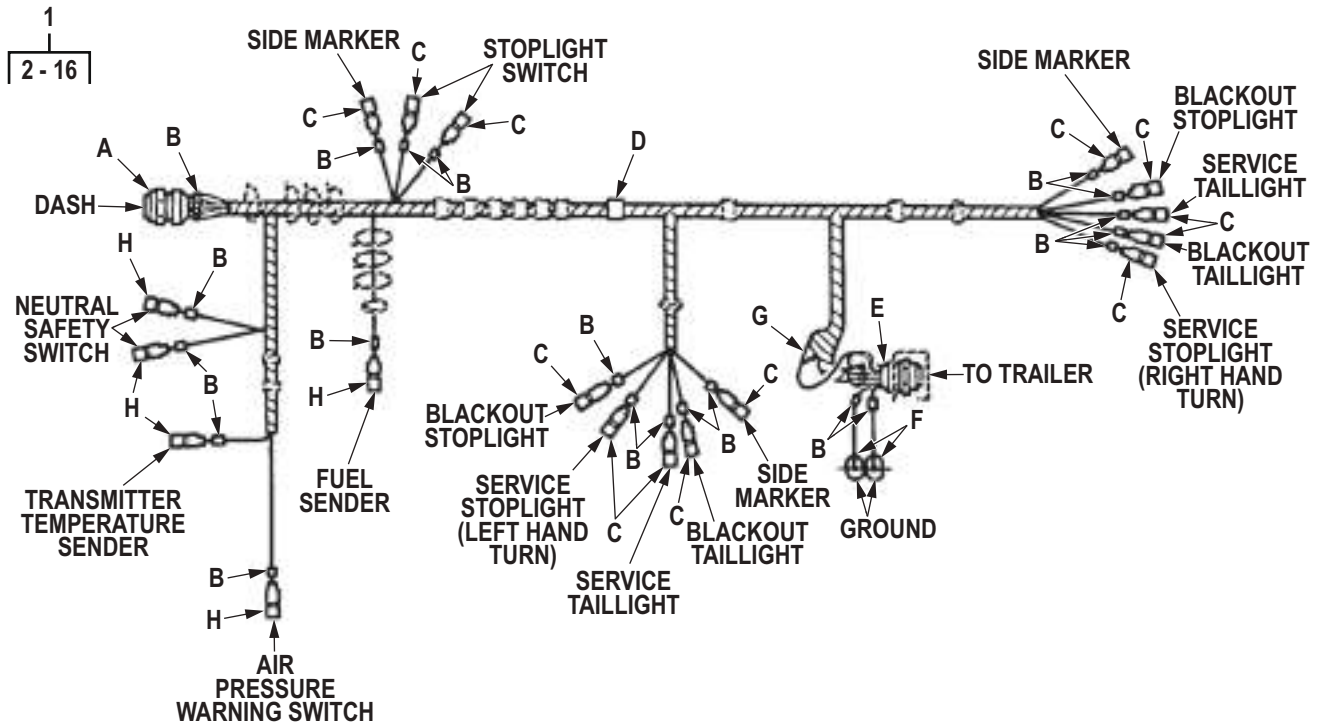 1
2 - 16
SIDE MARKER
C
STOPLIGHT
SWITCH
C
C
B
B
A
B
DASH
D
SIDE MARKER
BLACKOUT
STOPLIGHT
C
C
SERVICE
TAILLIGHT
B
B
C
BLACKOUT
TAILLIGHT
C
SERVICE
STOPLIGHT
(RIGHT HAND
TURN)
H
B
NEUTRAL
SAFETY
SWITCH
B
H
H
B
TRANSMITTER
TEMPERATURE
SENDER
B
H
FUEL
SENDER
B
H
AIR
PRESSURE
WARNING SWITCH
B
C
BLACKOUT
STOPLIGHT
SERVICE
STOPLIGHT
(LEFT HAND
TURN)
B
C
SERVICE
TAILLIGHT
B
C
C
BLACKOUT
TAILLIGHT
SIDE
MARKER
G
E
TO TRAILER
B
F
GROUND